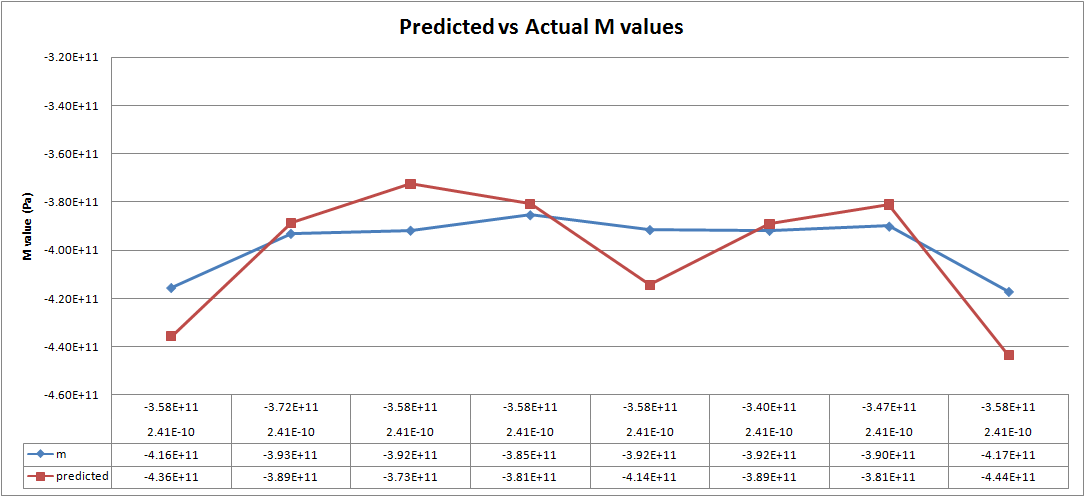 Predicted vs Actual M values
M value (Pa)
-3.20E+11
-3.40E+11
-3.60E+11
-3.80E+11
-4.00E+11
-4.20E+11
-4.40E+11
-4.60E+11
-3.58E+11 -3.72E+11 -3.58E+11 -3.58E+11 -3.58E+11 -3.40E+11 -3.47E+11 -3.58E+11
2.41E-10 2.41E-10 2.41E-10 2.41E-10 2.41E-10 2.41E-10 2.41E-10 2.41E-10
m -4.16E+11 -3.93E+11 -3.92E+11 -3.85E+11 -3.92E+11 -3.92E+11 -3.90E+11 -4.17E+11
predicted -4.36E+11 -3.89E+11 -3.73E+11 -3.81E+11 -4.14E+11 -3.89E+11 -3.81E+11 -4.44E+11